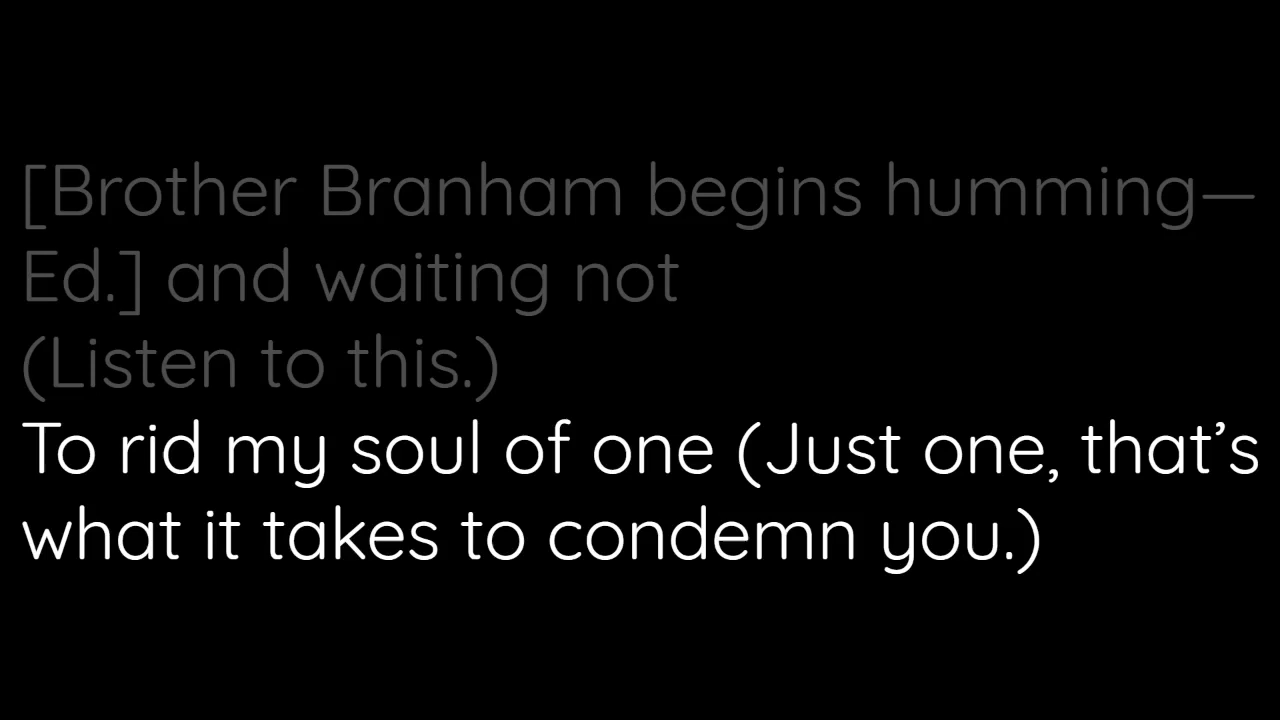 [Brother Branham begins humming—
Ed.] and waiting not
(Listen to this.)
To rid my soul of one (Just one, that’s
what it takes to condemn you.)